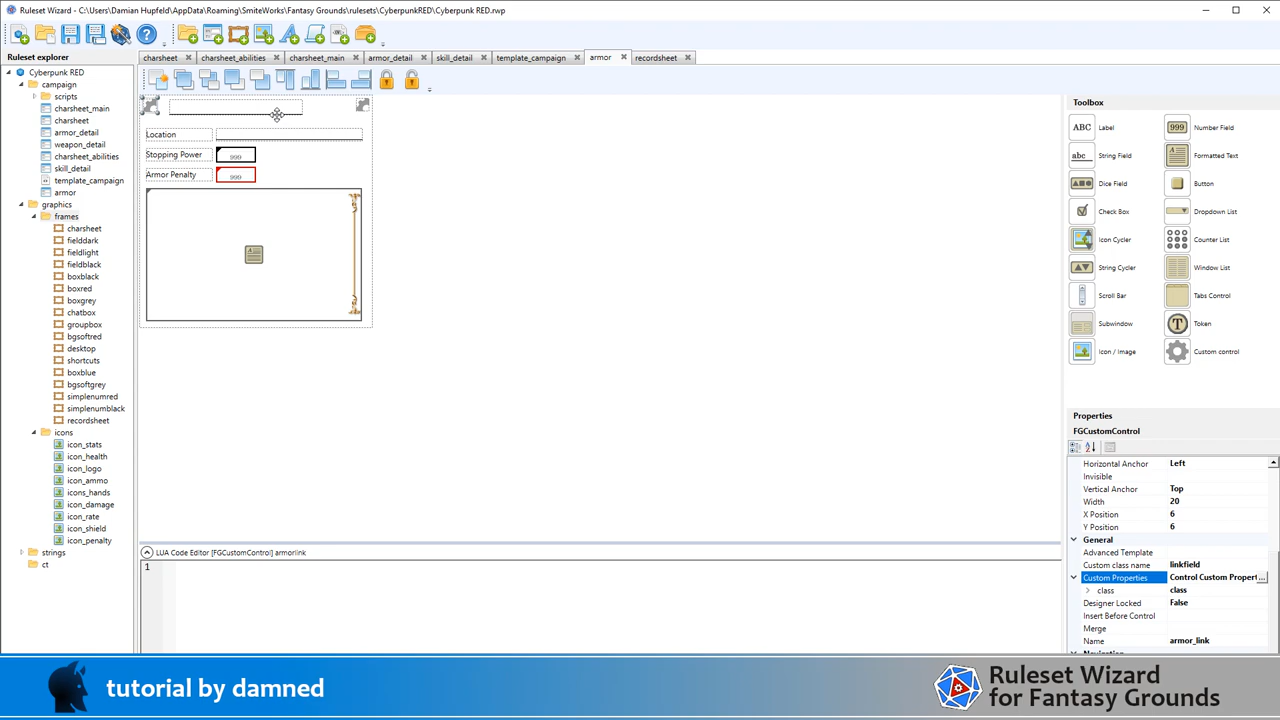 Ruleset Wizard - C:\Users\Damian Hupfeld\AppData\Roaming\SmiteWorks\Fantasy Grounds\rulesets\CyberpunkRED\Cyberpunk RED.rwp
Ruleset explorer
Cyberpunk RED
campaign
scripts
charsheet_main
charsheet
armor_detail
weapon_detail
charsheet_abilities
skill_detail
template_campaign
armor
graphics
frames
charsheet
fielddark
fieldlight
fieldblack
boxblack
boxred
boxgrey
chatbox
groupbox
bgsoftred
desktop
shortcuts
boxblue
bgsoftgrey
simplenumred
simplenumblack
recordsheet
icons
icon_stats
icon_health
icon_logo
icon_ammo
icons_hands
icon_damage
icon_rate
icon_shield
icon_penalty
strings
ct
charsheet charsheet_abilities charsheet_main armor_detail skill_detail template_campaign armor recordsheet
Location
Stopping Power 999
Armor Penalty 999
LUA Code Editor [FGCustomControl] armorlink
1
Toolbox
ABC Label 999 Number Field
abc String Field Formatted Text
Dice Field Button
Check Box Dropdown List
Icon Cycler Counter List
String Cycler Window List
Scroll Bar Tabs Control
Subwindow T Token
Icon / Image Custom control
Properties
FGCustomControl
Horizontal Anchor Left
Invisible
Vertical Anchor Top
Width 20
X Position 6
Y Position 6
General
Advanced Template
Custom class name linkfield
Custom Properties Control Custom Propert ...
class class
Designer Locked False
Insert Before Control
Merge
Name armor_link
tutorial by damned
Ruleset Wizard
for Fantasy Grounds